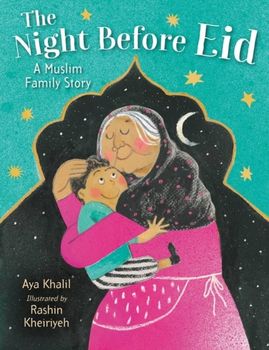 The
Night Before Eid
A Muslim
Family Story
Aya Khalil
Illustrated by
Rashin
Kheiriyeh